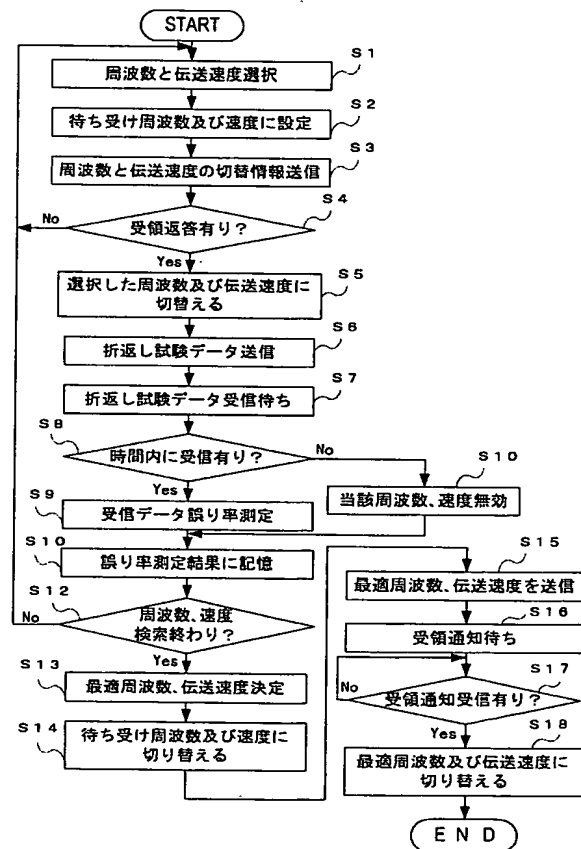 START
S1
周波数と伝送速度選択
S2
待ち受け周波数及び速度に設定
S3
周波数と伝送速度の切替情報送信
S4
No
受領返答有り?
Yes
S5
選択した周波数及び伝送速度に
切替える
S6
折返し試験データ送信
S7
折返し試験データ受信待ち
S8
時間内に受信有り?
No
Yes
S10
当該周波数、速度無効
S9
受信データ誤り率測定
S10
誤り率測定結果に記憶
S12
周波数、速度
検索終わり?
No
Yes
S13
最適周波数、伝送速度決定
S14
待ち受け周波数及び速度に
切り替える
S15
最適周波数、伝送速度を送信
S16
受領通知待ち
S17
No
受領通知受信有り?
Yes
S18
最適周波数及び伝送速度に
切り替える
END